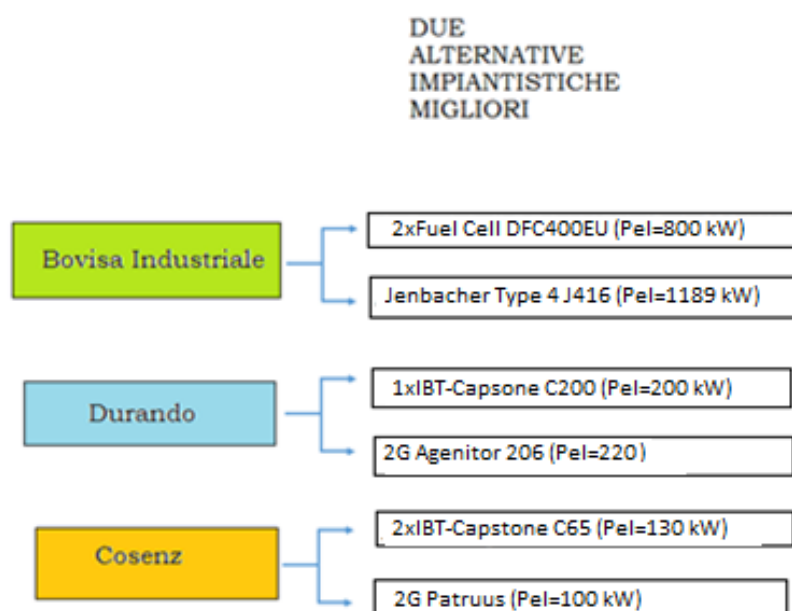 DUE
ALTERNATIVE
IMPIANTISTICHE
MIGLIORI
Bovisa Industriale
2xFuel Cell DFC400EU (Pel=800 kW)
Jenbacher Type 4 J416 (Pel=1189 kW)
Durando
1xIBT-Capsone C200 (Pel=200 kW)
2G Agenitor 206 (Pel=220)
Cosenz
2xIBT-Capstone C65 (Pel=130 kW)
2G Patruus (Pel=100 kW)